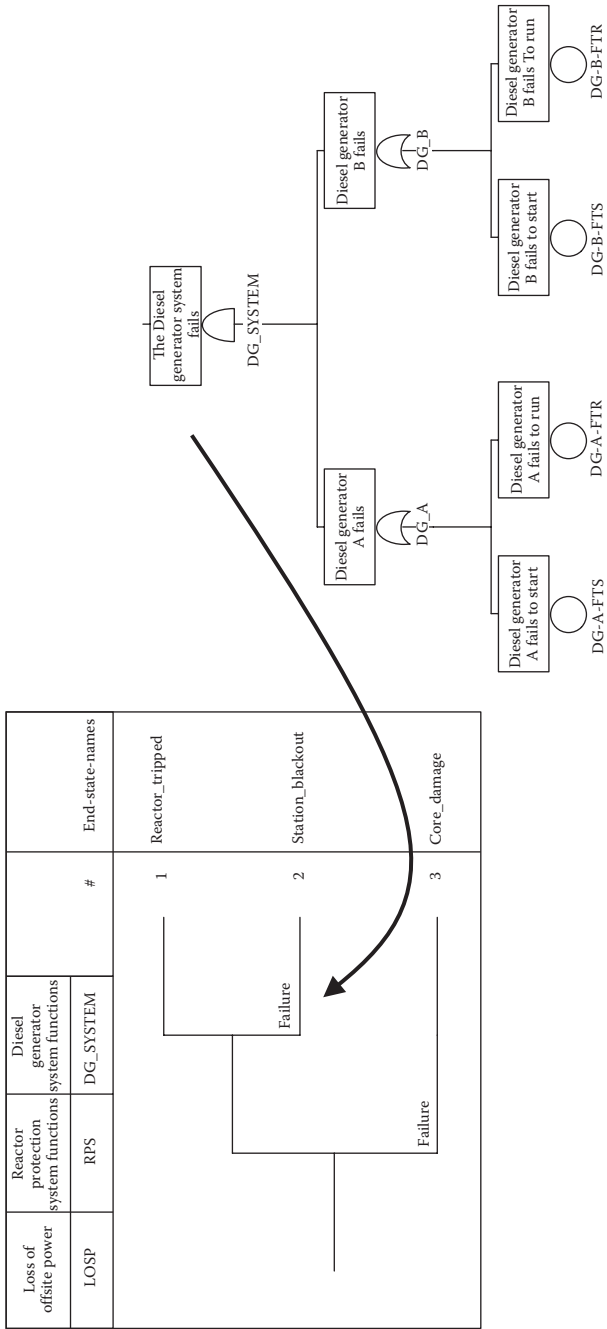 Loss of
offsite power
Reactor
protection
system functions
Diesel
generator
system functions
LOSP
RPS
DG_SYSTEM
#
End-state-names
Failure
Failure
1
Reactor_tripped
2
Station_blackout
3
Core_damage
The Diesel
generator system
fails
DG_SYSTEM
Diesel generator
A fails
DG_A
Diesel generator
B fails
DG_B
Diesel generator
A fails to start
DG-A-FTS
Diesel generator
A fails to run
DG-A-FTR
Diesel generator
B fails to start
DG-B-FTS
Diesel generator
B fails To run
DG-B-FTR